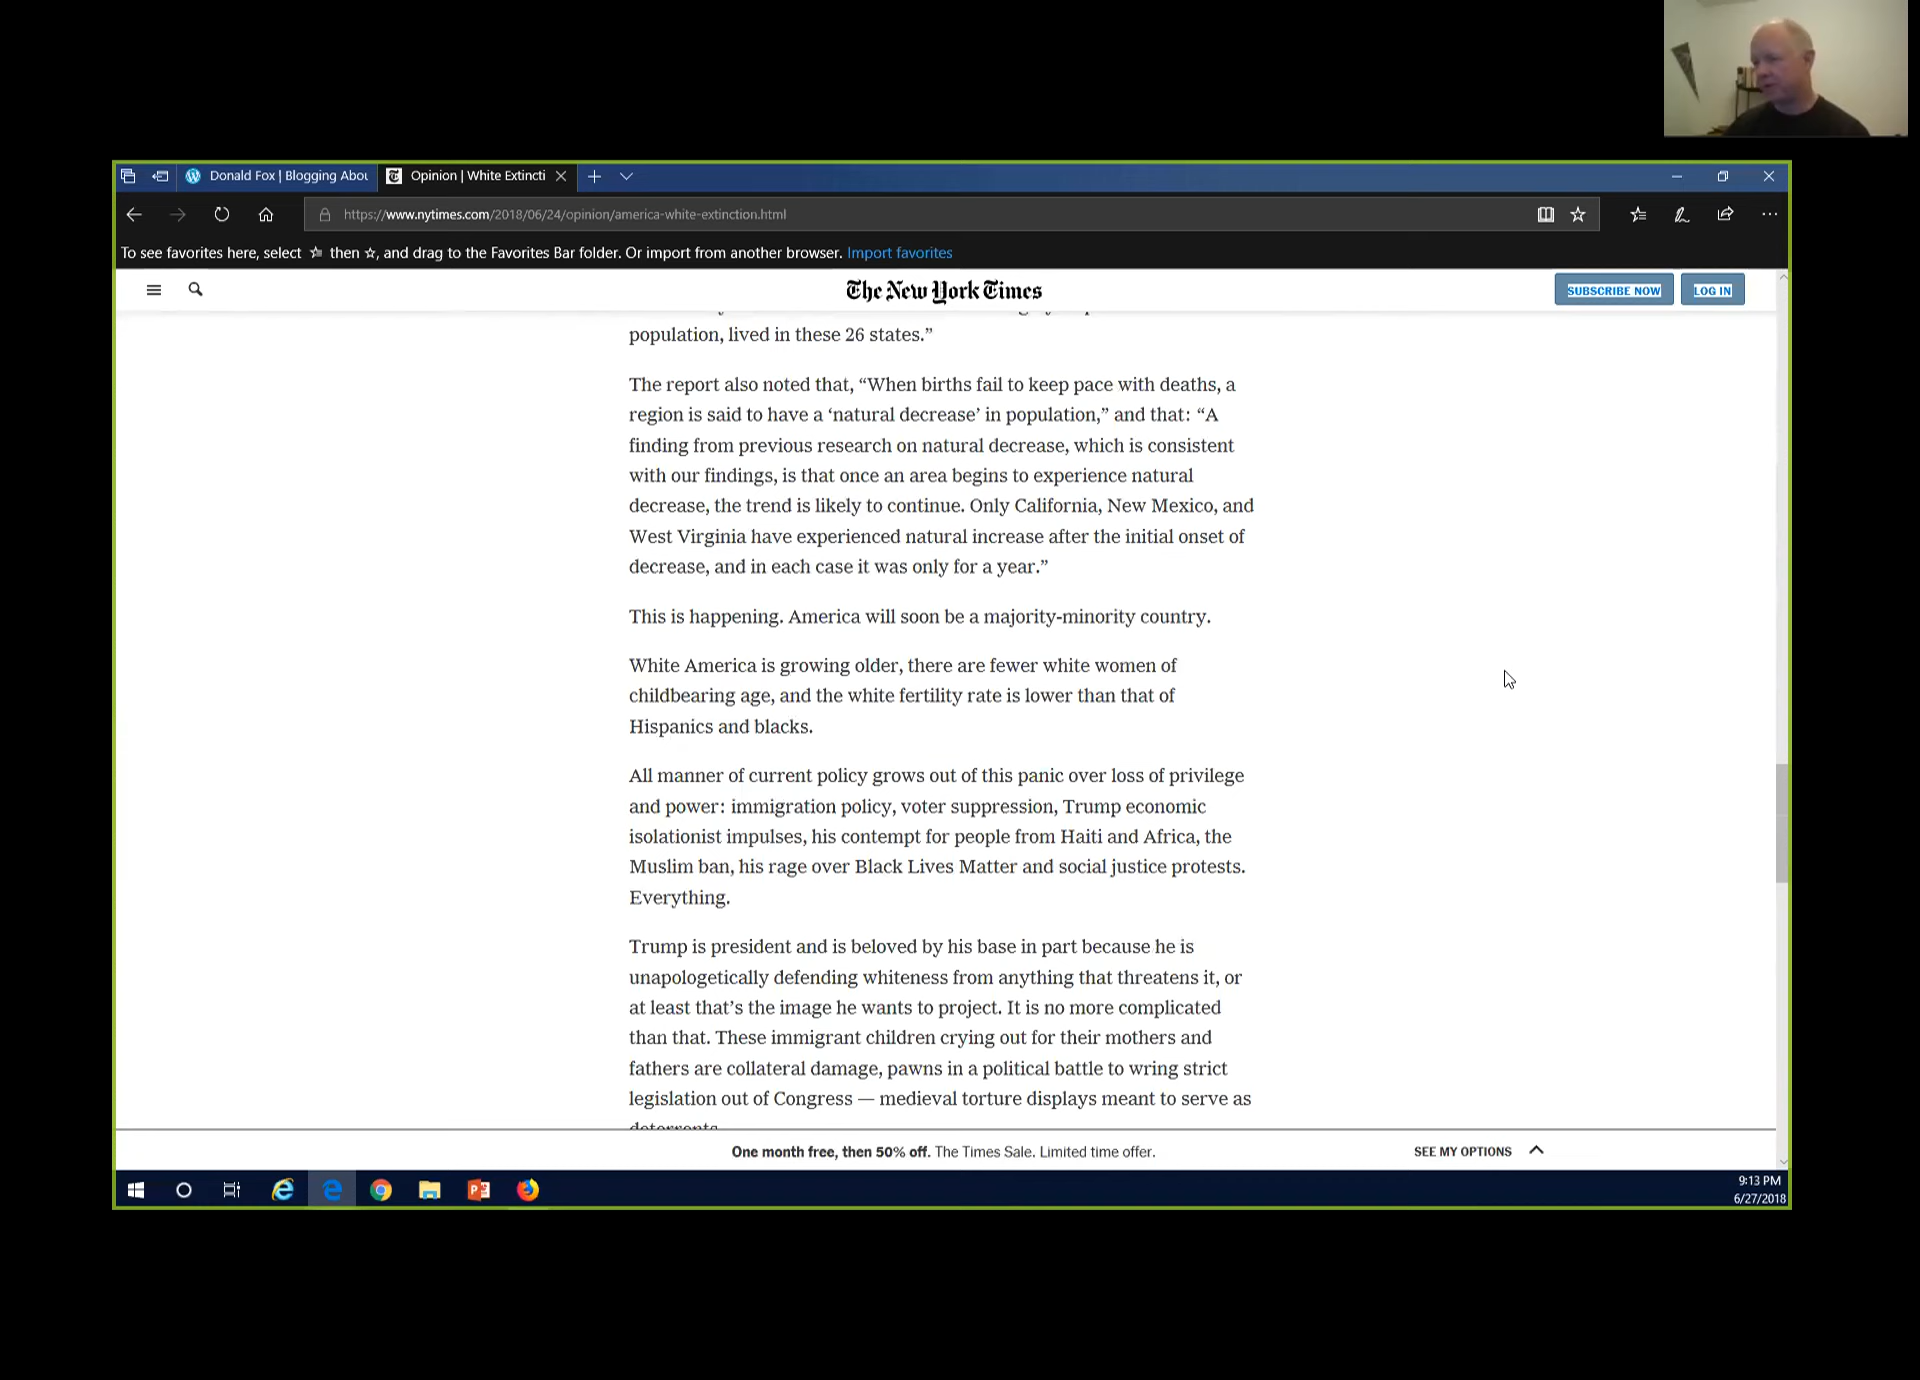 Donald Fox | Blogging Abou
Opinion | White Extincti
https://www.nytimes.com/2018/06/24/opinion/america-white-extinction.html
To see favorites here, select ☆ then ☆, and drag to the Favorites Bar folder. Or import from another browser. Import favorites
The New York Times
SUBSCRIBE NOW
LOG IN
population, lived in these 26 states.”
The report also noted that, “When births fail to keep pace with deaths, a
region is said to have a ‘natural decrease’ in population,” and that: “A
finding from previous research on natural decrease, which is consistent
with our findings, is that once an area begins to experience natural
decrease, the trend is likely to continue. Only California, New Mexico, and
West Virginia have experienced natural increase after the initial onset of
decrease, and in each case it was only for a year.”
This is happening. America will soon be a majority-minority country.
White America is growing older, there are fewer white women of
childbearing age, and the white fertility rate is lower than that of
Hispanics and blacks.
All manner of current policy grows out of this panic over loss of privilege
and power: immigration policy, voter suppression, Trump economic
isolationist impulses, his contempt for people from Haiti and Africa, the
Muslim ban, his rage over Black Lives Matter and social justice protests.
Everything.
Trump is president and is beloved by his base in part because he is
unapologetically defending whiteness from anything that threatens it, or
at least that’s the image he wants to project. It is no more complicated
than that. These immigrant children crying out for their mothers and
fathers are collateral damage, pawns in a political battle to wring strict
legislation out of Congress — medieval torture displays meant to serve as
deterrents
One month free, then 50% off. The Times Sale. Limited time offer.
SEE MY OPTIONS
9:13 PM
6/27/2018